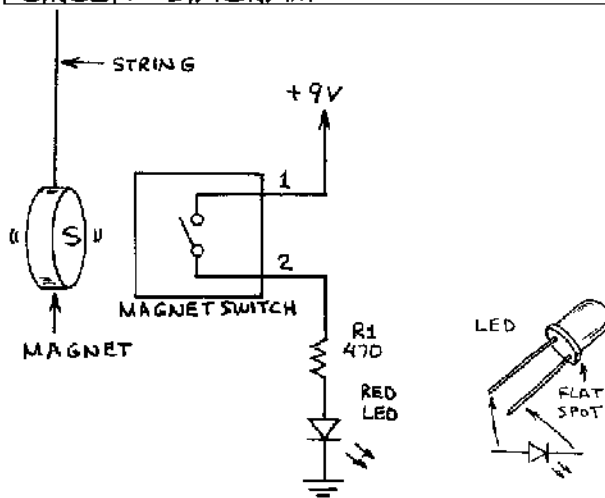 STRING
+9V
1
S
2
MAGNET SWITCH
MAGNET
R1
470
RED
LED
LED
FLAT
SPOT